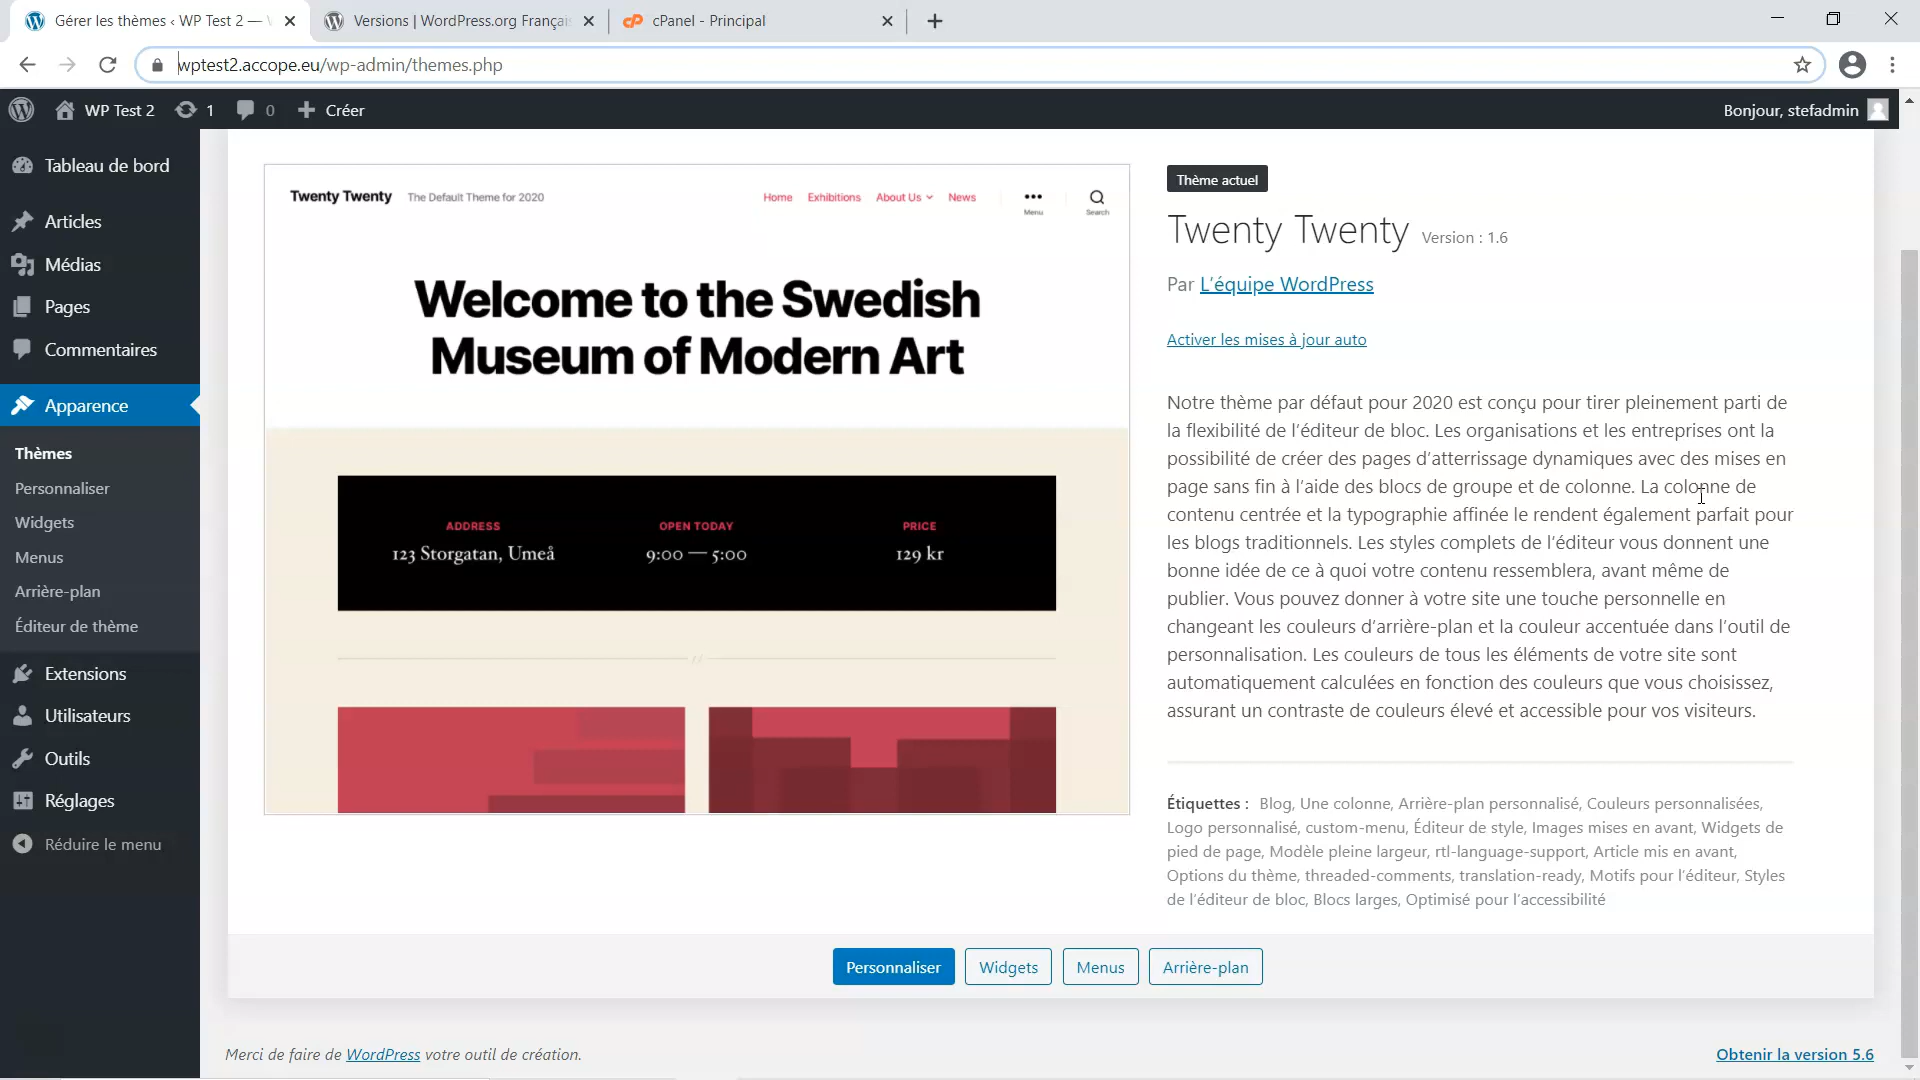 Gérer les thèmes ‹ WP Test 2 —
Versions | WordPress.org Françai
cPanel - Principal
wptest2.accope.eu/wp-admin/themes.php
WP Test 2
1
0
Créer
Bonjour, stefadmin
Tableau de bord
Articles
Médias
Pages
Commentaires
Apparence
Thèmes
Personnaliser
Widgets
Menus
Arrière-plan
Éditeur de thème
Extensions
Utilisateurs
Outils
Réglages
Réduire le menu
Twenty Twenty
The Default Theme for 2020
Home
Exhibitions
About Us
News
Menu
Search
Welcome to the Swedish
Museum of Modern Art
ADDRESS
OPEN TODAY
PRICE
123 Storgatan, Umeå
9:00 — 5:00
129 kr
Thème actuel
Twenty Twenty Version : 1.6
Par L'équipe WordPress
Activer les mises à jour auto
Notre thème par défaut pour 2020 est conçu pour tirer pleinement parti de
la flexibilité de l'éditeur de bloc. Les organisations et les entreprises ont la
possibilité de créer des pages d'atterrissage dynamiques avec des mises en
page sans fin à l'aide des blocs de groupe et de colonne. La colonne de
contenu centrée et la typographie affinée le rendent également parfait pour
les blogs traditionnels. Les styles complets de l'éditeur vous donnent une
bonne idée de ce à quoi votre contenu ressemblera, avant même de
publier. Vous pouvez donner à votre site une touche personnelle en
changeant les couleurs d'arrière-plan et la couleur accentuée dans l'outil de
personnalisation. Les couleurs de tous les éléments de votre site sont
automatiquement calculées en fonction des couleurs que vous choisissez,
assurant un contraste de couleurs élevé et accessible pour vos visiteurs.
Étiquettes : Blog, Une colonne, Arrière-plan personnalisé, Couleurs personnalisées,
Logo personnalisé, custom-menu, Éditeur de style, Images mises en avant, Widgets de
pied de page, Modèle pleine largeur, rtl-language-support, Article mis en avant,
Options du thème, threaded-comments, translation-ready, Motifs pour l'éditeur, Styles
de l'éditeur de bloc, Blocs larges, Optimisé pour l'accessibilité
Personnaliser
Widgets
Menus
Arrière-plan
Merci de faire de WordPress votre outil de création.
Obtenir la version 5.6